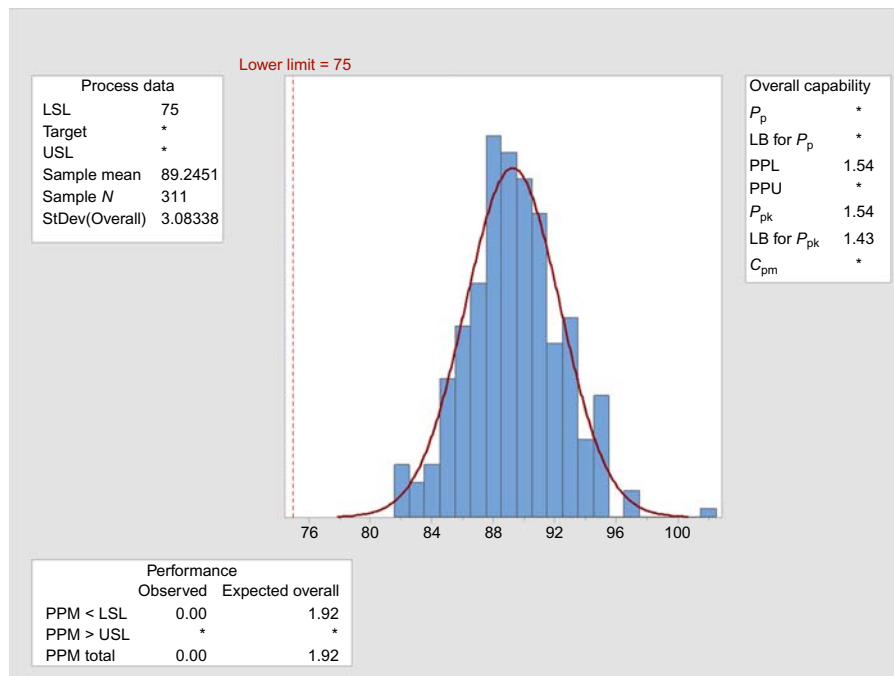 Lower limit = 75
Process data
LSL 75
Target *
USL *
Sample mean 89.2451
Sample N 311
StDev(Overall) 3.08338
Overall capability
Pp *
LB for Pp *
PPL 1.54
PPU *
Ppk 1.54
LB for Ppk 1.43
Cpm *
76 80 84 88 92 96 100
Performance
Observed Expected overall
PPM < LSL 0.00 1.92
PPM > USL * *
PPM total 0.00 1.92